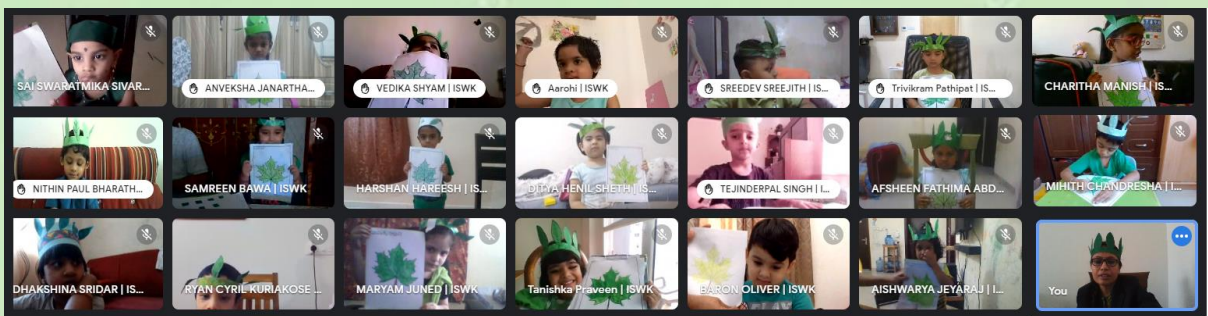 SAI SWARATMIKA SIVAR...
ANVEKSHA JANARTHA...
VEDIKA SHYAM | ISWK
Aarohi | ISWK
SREEDEV SREEJITH | IS...
Trivikram Pathipat | IS...
CHARITHA MANISH | IS...
NITHIN PAUL BHARATH...
SAMREEN BAWA | ISWK
HARSHAN HAREESH | IS...
DITYA HENIL SHETH | IS...
TEJINDERPAL SINGH | I...
AFSHEEN FATHIMA ABD...
MIHITH CHANDRESHA | I...
DHAKSHINA SRIDAR | IS...
RYAN CYRIL KURIAKOSE ...
MARYAM JUNED | ISWK
Tanishka Praveen | ISWK
BARON OLIVER | ISWK
AISHWARYA JEYARAJ | I...
You